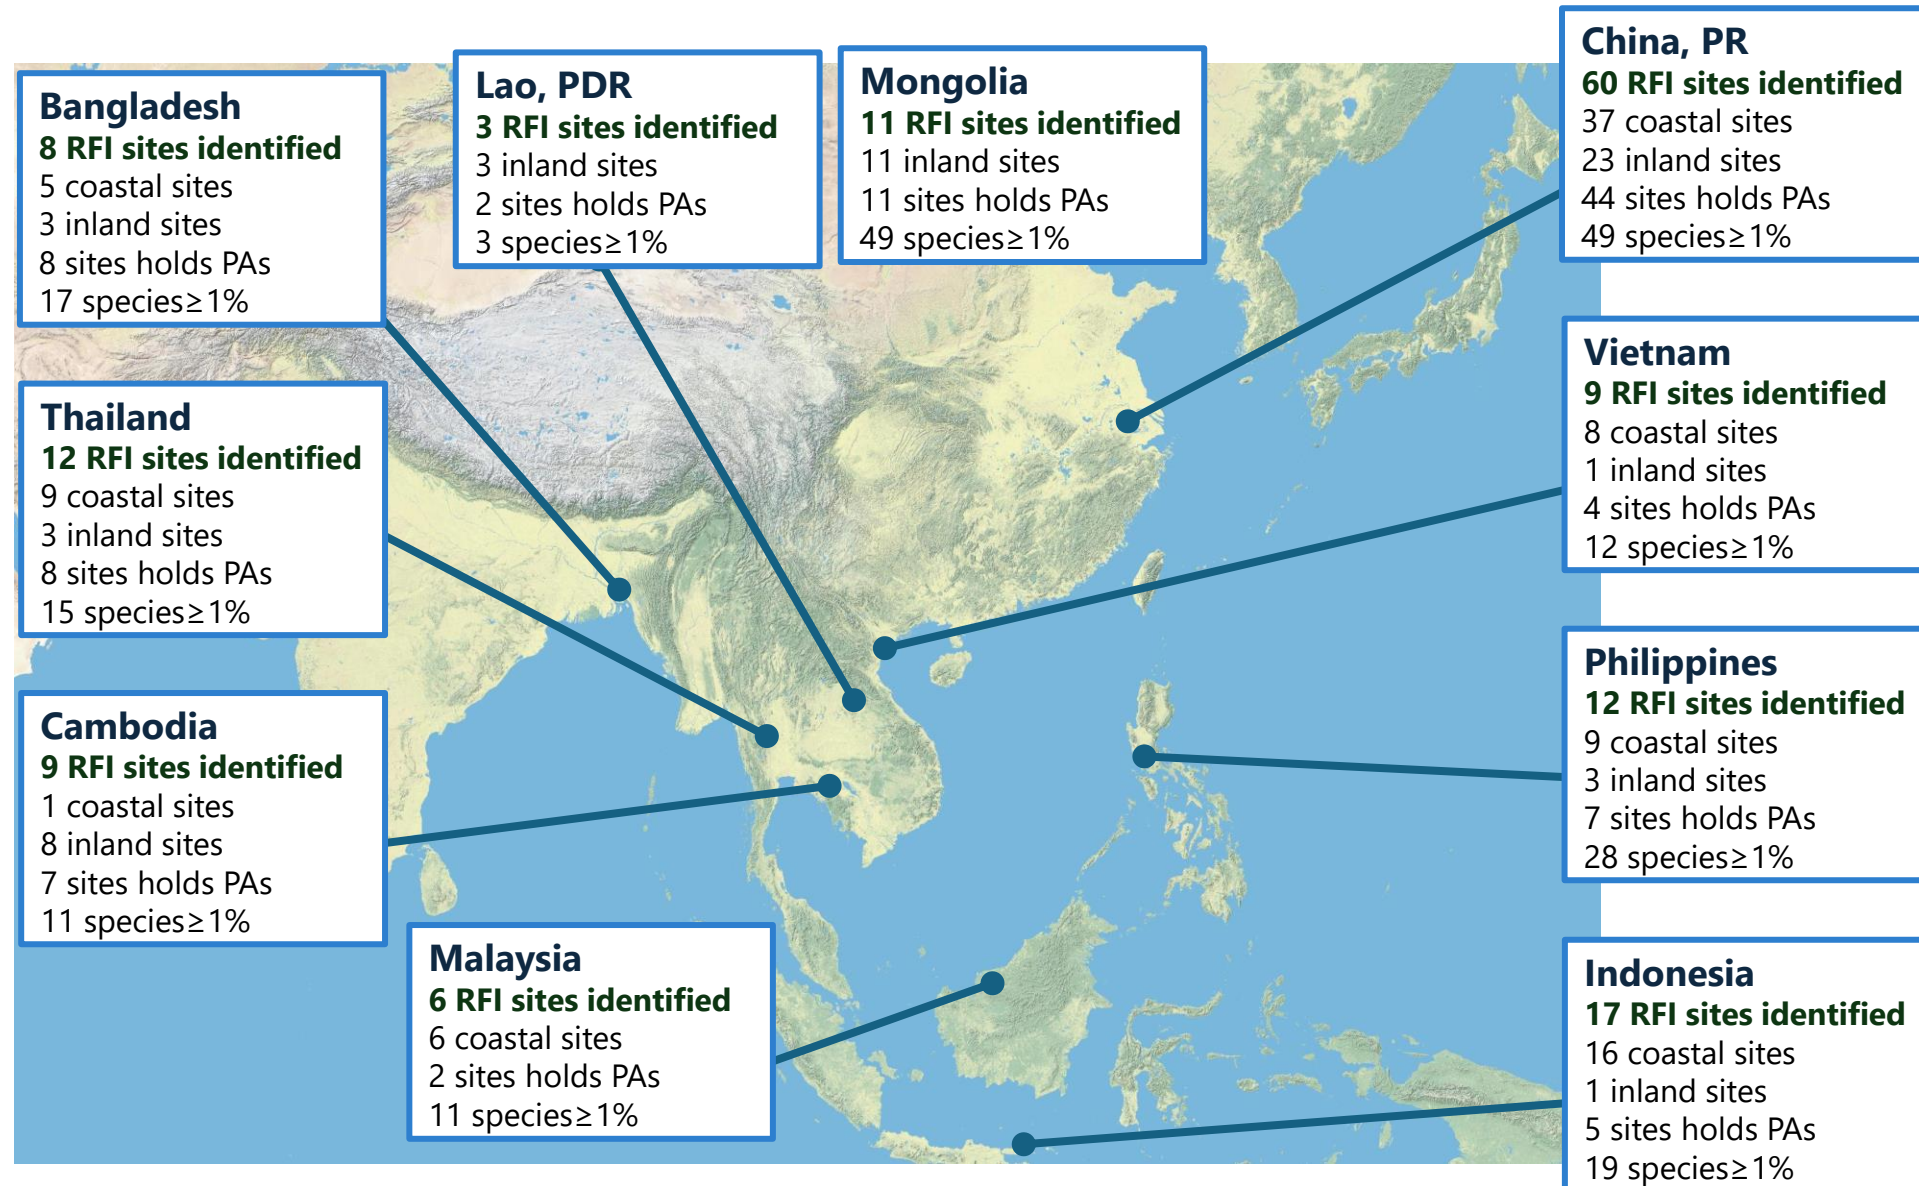 Bangladesh
8 RFI sites identified
5 coastal sites
3 inland sites
8 sites holds PAs
17 species≥1%
Lao, PDR
3 RFI sites identified
3 inland sites
2 sites holds PAs
3 species≥1%
Mongolia
11 RFI sites identified
11 inland sites
11 sites holds PAs
49 species≥1%
China, PR
60 RFI sites identified
37 coastal sites
23 inland sites
44 sites holds PAs
49 species≥1%
Thailand
12 RFI sites identified
9 coastal sites
3 inland sites
8 sites holds PAs
15 species≥1%
Vietnam
9 RFI sites identified
8 coastal sites
1 inland sites
4 sites holds PAs
12 species≥1%
Cambodia
9 RFI sites identified
1 coastal sites
8 inland sites
7 sites holds PAs
11 species≥1%
Philippines
12 RFI sites identified
9 coastal sites
3 inland sites
7 sites holds PAs
28 species≥1%
Malaysia
6 RFI sites identified
6 coastal sites
2 sites holds PAs
11 species≥1%
Indonesia
17 RFI sites identified
16 coastal sites
1 inland sites
5 sites holds PAs
19 species≥1%